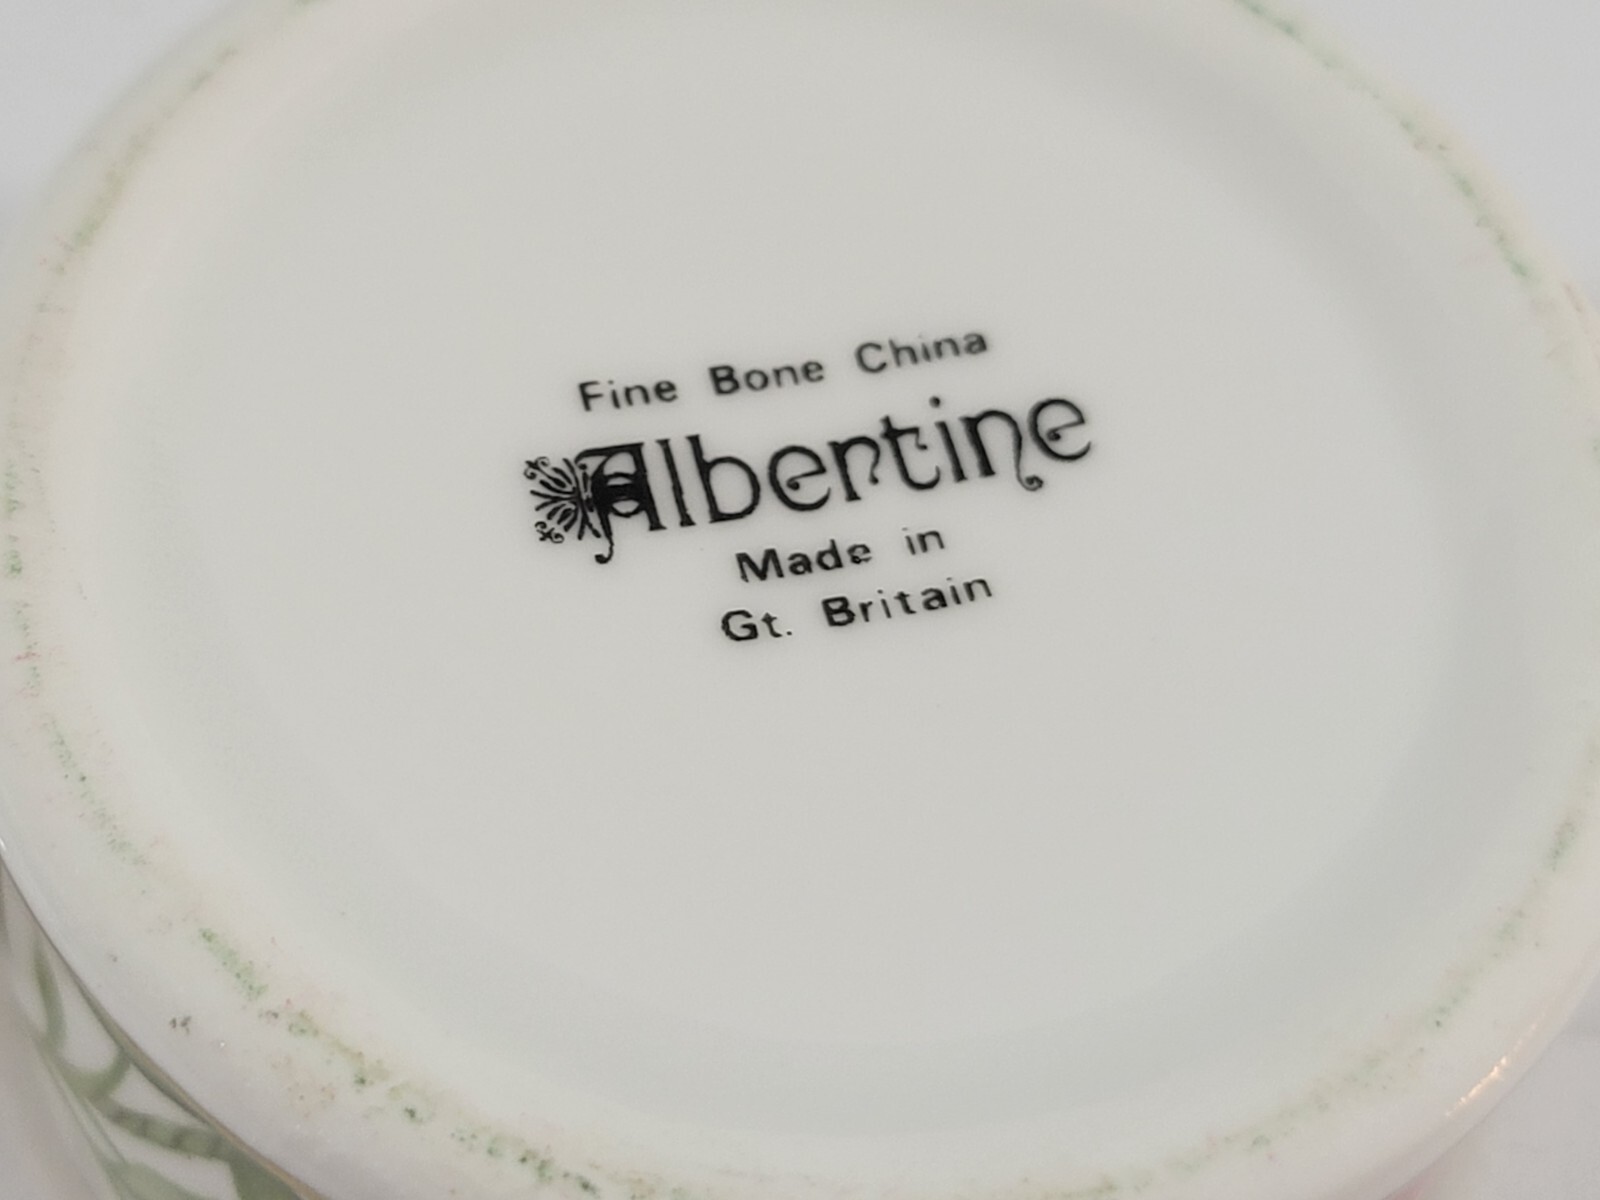 Fine Bone China
Albertine
Made in
Gt. Britain